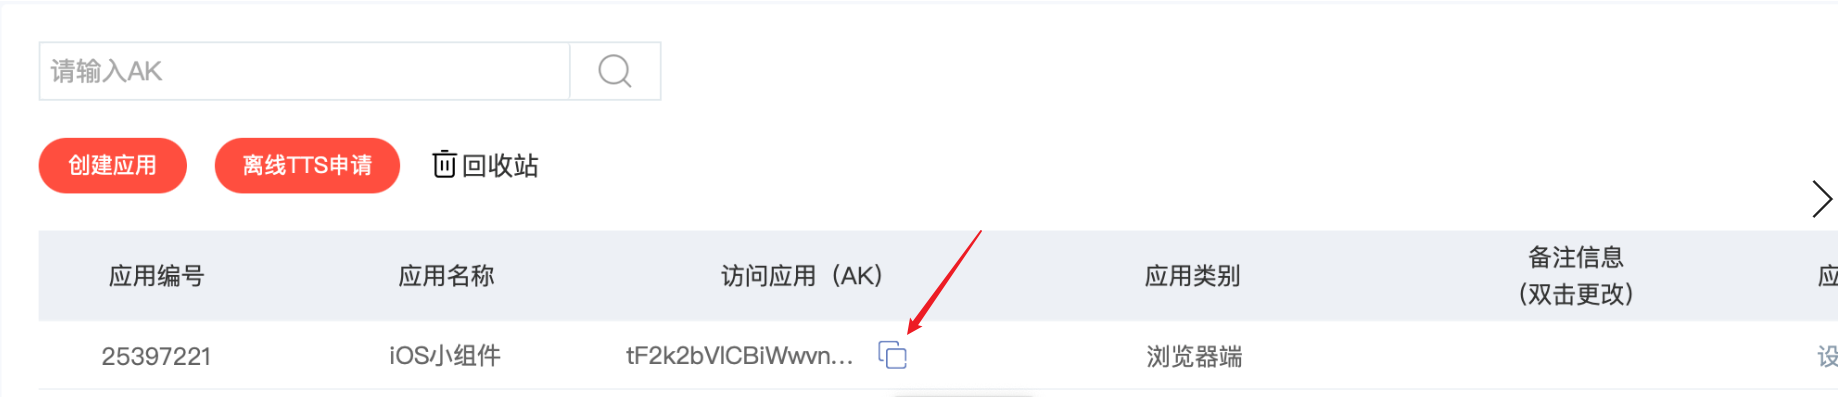 请输入AK
创建应用 离线TTS申请 回收站
应用编号 应用名称 访问应用（AK） 应用类别 备注信息
(双击更改) 应
25397221 iOS小组件 tF2k2bVlCBiWwvn... 浏览器端 设